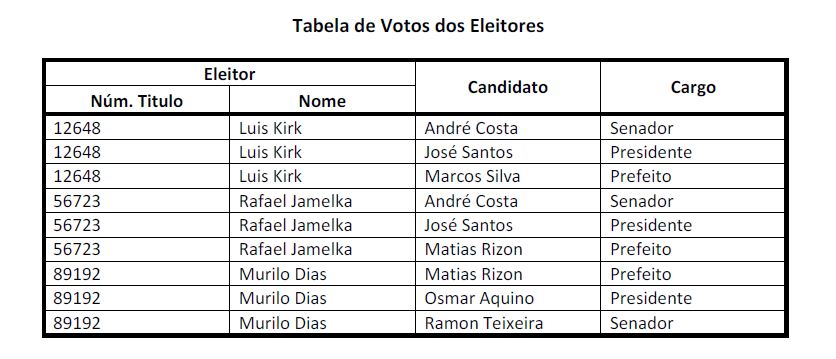 Tabela de Votos dos Eleitores
Eleitor Candidato Cargo
Núm. Titulo Nome
12648 Luis Kirk André Costa Senador
12648 Luis Kirk José Santos Presidente
12648 Luis Kirk Marcos Silva Prefeito
56723 Rafael Jamelka André Costa Senador
56723 Rafael Jamelka José Santos Presidente
56723 Rafael Jamelka Matias Rizon Prefeito
89192 Murilo Dias Matias Rizon Prefeito
89192 Murilo Dias Osmar Aquino Presidente
89192 Murilo Dias Ramon Teixeira Senador